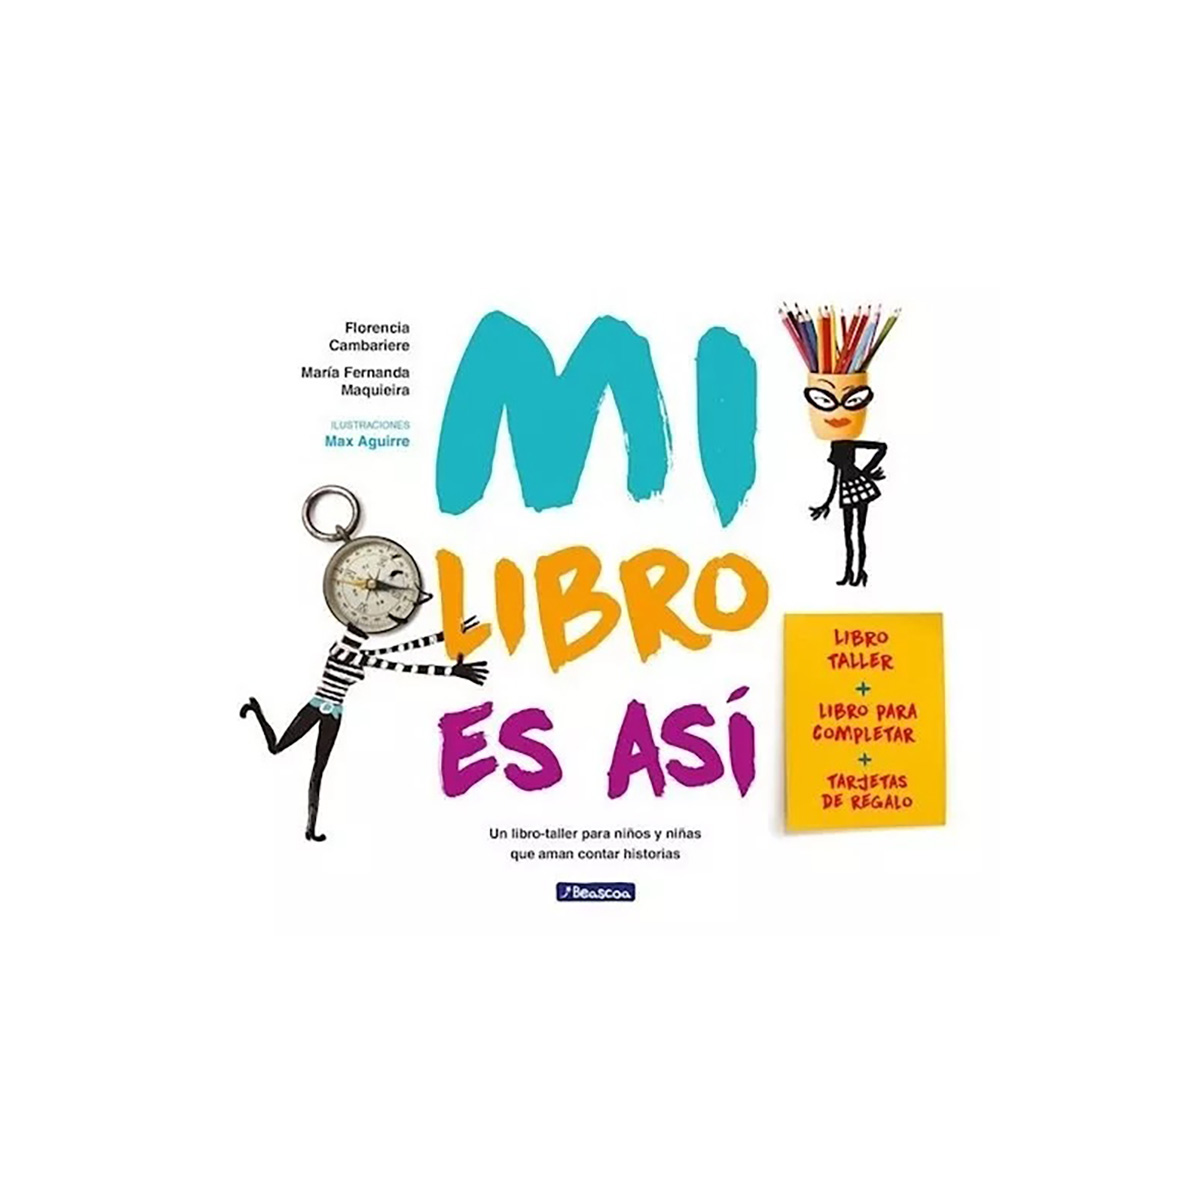 Florencia
Cambariere
María Fernanda
Maquieira
ILUSTRACIONES
Max Aguirre
MI
LIBRO
ES ASÍ
LIBRO
TALLER
+
LIBRO PARA
COMPLETAR
+
TARJETAS
DE REGALO
Un libro-taller para niños y niñas
que aman contar historias
Beascoa